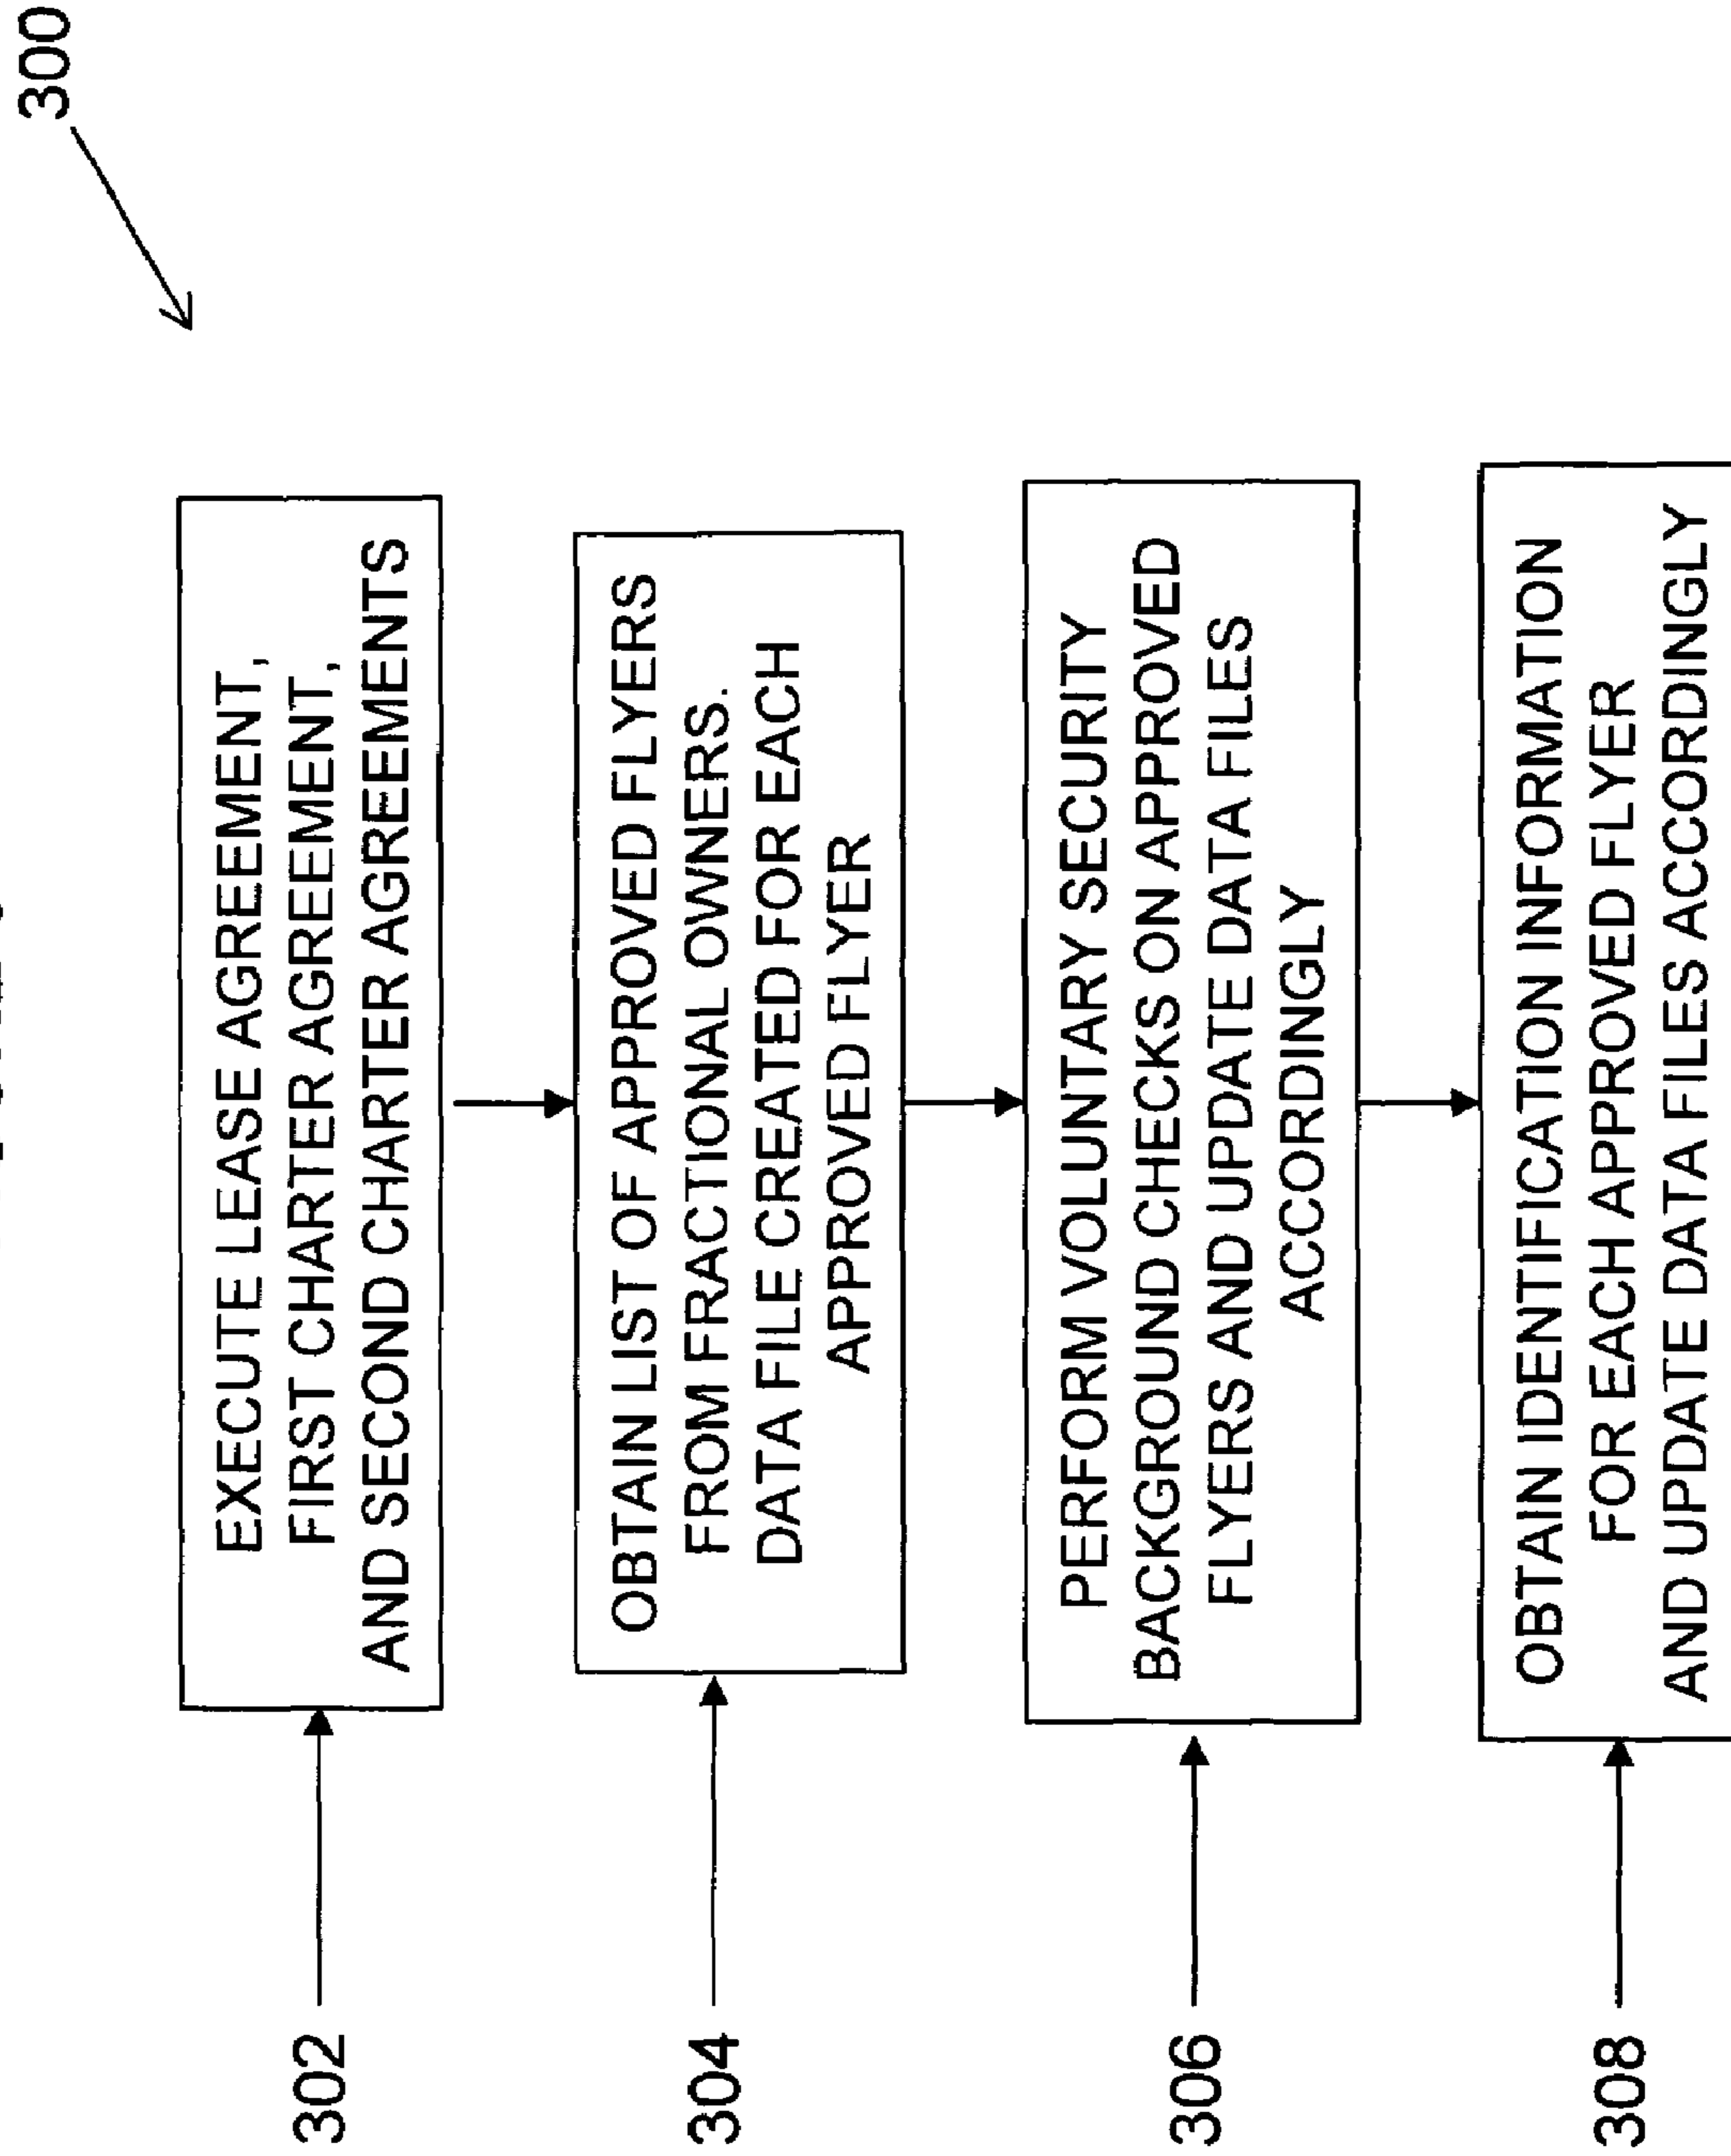 300
302
EXECUTE LEASE AGREEMENT,
FIRST CHARTER AGREEMENT,
AND SECOND CHARTER AGREEMENTS
304
OBTAIN LIST OF APPROVED FLYERS
FROM FRACTIONAL OWNERS.
DATA FILE CREATED FOR EACH
APPROVED FLYER
306
PERFORM VOLUNTARY SECURITY
BACKGROUND CHECKS ON APPROVED
FLYERS AND UPDATE DATA FILES
ACCORDINGLY
308
OBTAIN IDENTIFICATION INFORMATION
FOR EACH APPROVED FLYER
AND UPDATE DATA FILES ACCORDINGLY